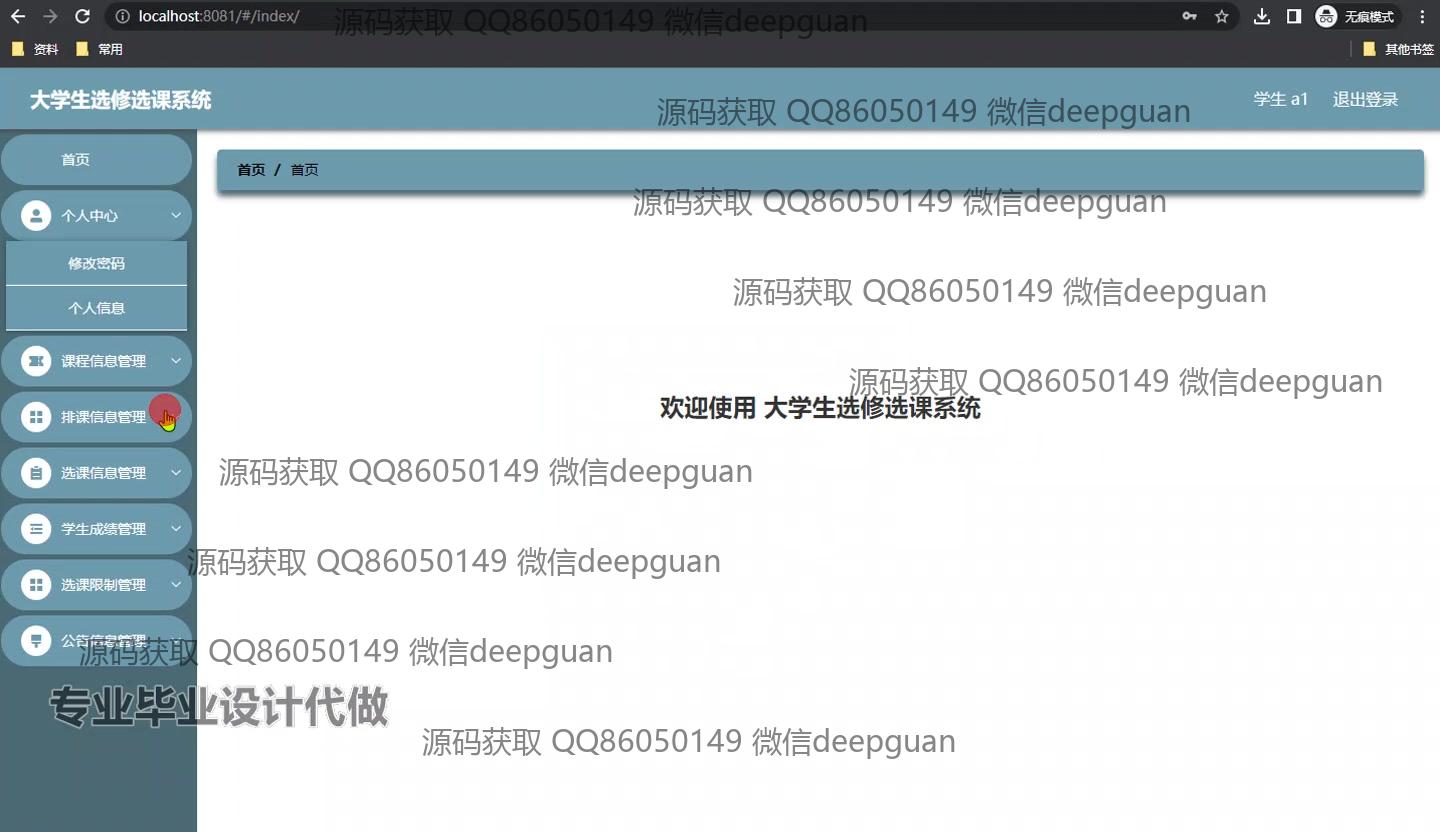 localhost:8081/#/index/
源码获取 QQ86050149 微信deepguan
无痕模式
资料
常用
其他书签
大学生选修选课系统
源码获取 QQ86050149 微信deepguan
学生 a1
退出登录
首页
首页 / 首页
源码获取 QQ86050149 微信deepguan
个人中心
修改密码
源码获取 QQ86050149 微信deepguan
个人信息
课程信息管理
源码获取 QQ86050149 微信deepguan
欢迎使用 大学生选修选课系统
排课信息管理
选课信息管理
源码获取 QQ86050149 微信deepguan
学生成绩管理
源码获取 QQ86050149 微信deepguan
选课限制管理
公告信息管理
源码获取 QQ86050149 微信deepguan
专业毕业设计代做
源码获取 QQ86050149 微信deepguan